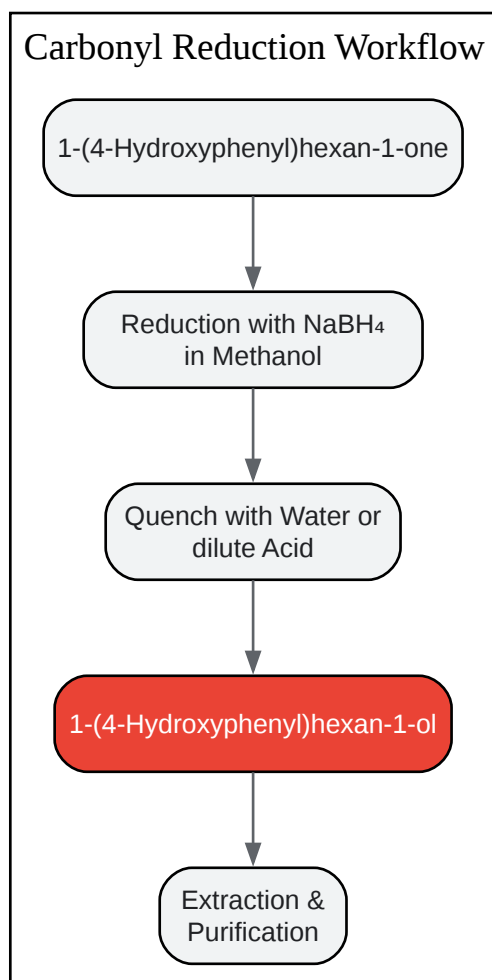 Carbonyl Reduction Workflow
1-(4-Hydroxyphenyl)hexan-1-one
Reduction with NaBH₄
in Methanol
Quench with Water or
dilute Acid
1-(4-Hydroxyphenyl)hexan-1-ol
Extraction &
Purification